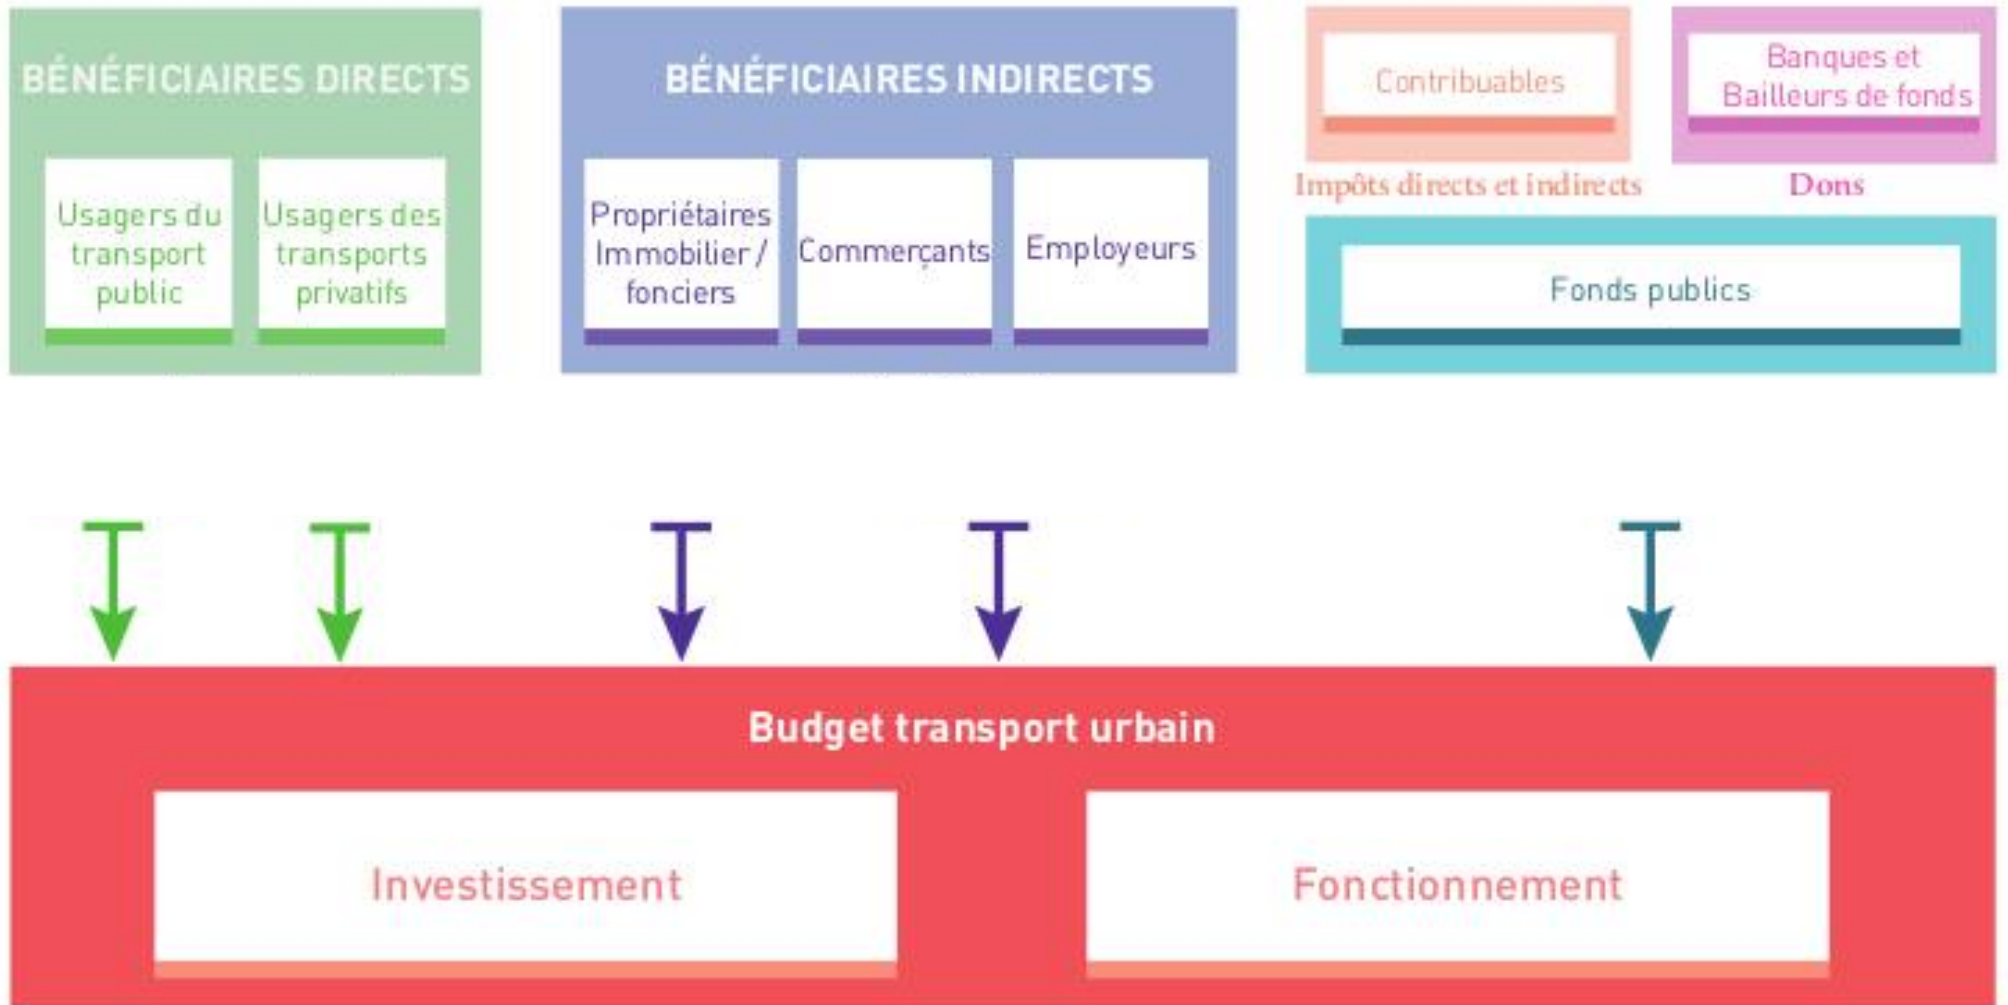 BÉNÉFICIAIRES DIRECTS
Usagers du
transport
public
Usagers des
transports
privatifs
BÉNÉFICIAIRES INDIRECTS
Propriétaires
Immobilier /
fonciers
Commerçants
Employeurs
Contribuables
Impôts directs et indirects
Banques et
Bailleurs de fonds
Dons
Fonds publics
Budget transport urbain
Investissement
Fonctionnement